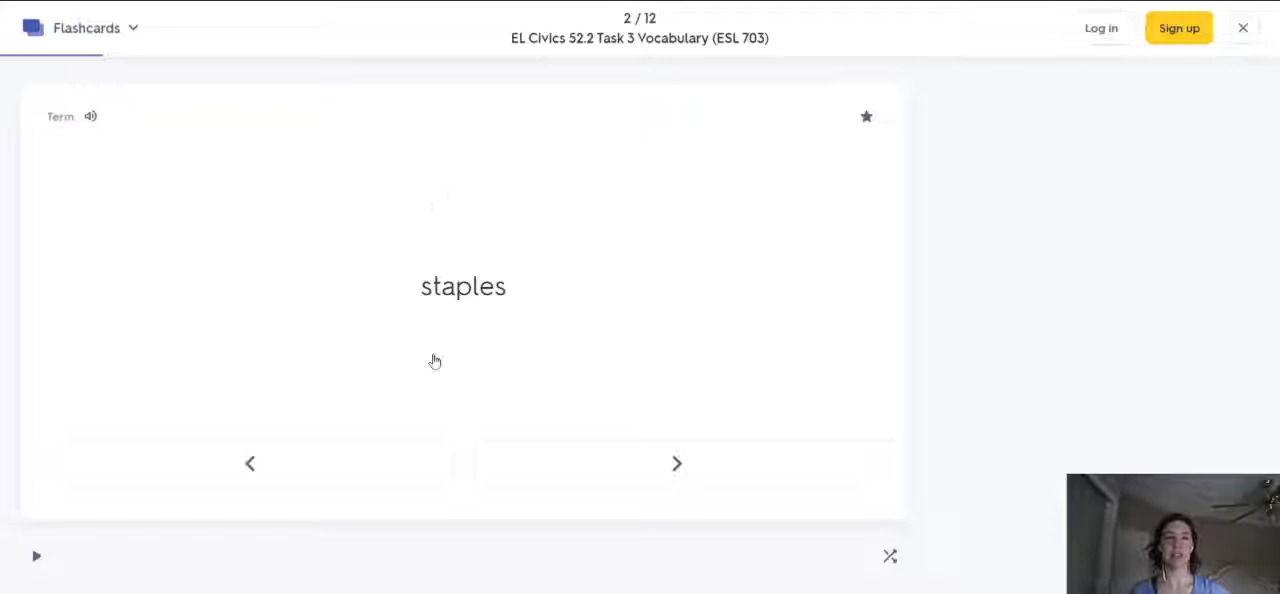 Flashcards
2 / 12
EL Civics 52.2 Task 3 Vocabulary (ESL 703)
Log in
Sign up
Term
staples